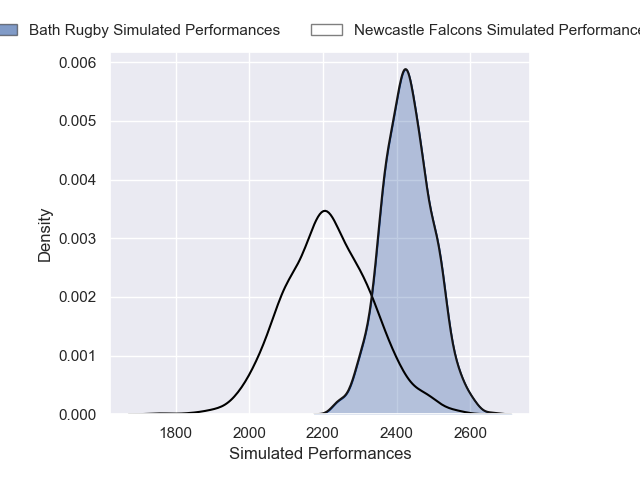 Bath Rugby Simulated Performances Newcastle Falcons Simulated Performance
0.006
0.005
0.004
0.003
0.002
0.001
0.000
Density
1800 2000 2200 2400 2600
Simulated Performances